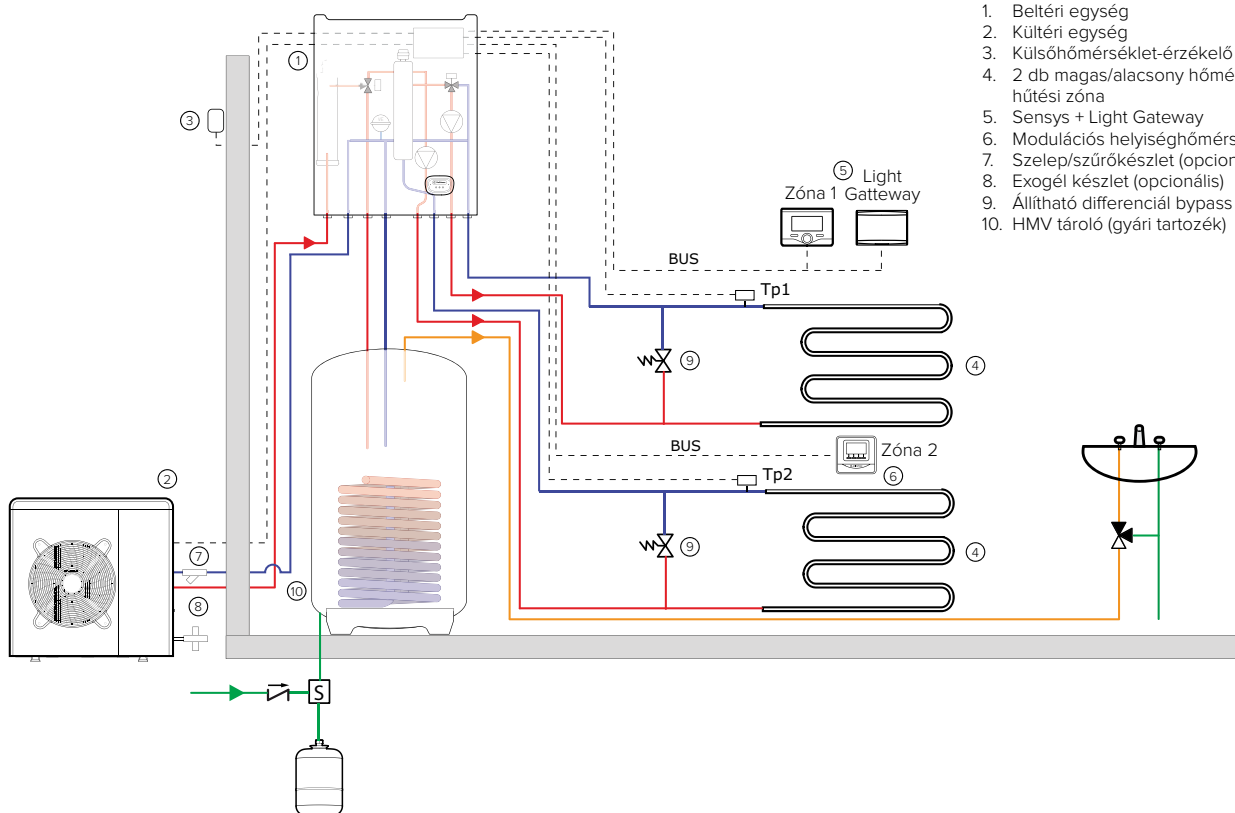 1. Beltéri egység
2. Kültéri egység
3. Külsőhőmérséklet-érzékelő
4. 2 db magas/alacsony hőmé
hűtési zóna
5. Sensys + Light Gateway
6. Modulációs helyiséghőmérs
7. Szelep/szűrőkészlet (opcion
8. Exogél készlet (opcionális)
9. Állítható differenciál bypass
10. HMV tároló (gyári tartozék)
1
3
5
Light
Zóna 1
Gatteway
BUS
Tp1
9
4
BUS
Zóna 2
6
Tp2
2
9
4
7
8
10
S